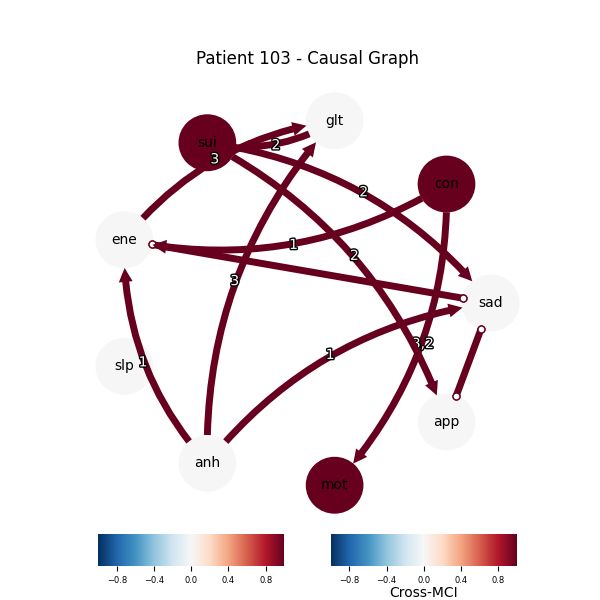 Patient 103 - Causal Graph
glt
sui
2
3
con
2
ene
1
2
3
sad
3,2
1
slp
1
app
anh
mot
−0.8 −0.4 0.0 0.4 0.8
−0.8 −0.4 0.0 0.4 0.8
Cross-MCI